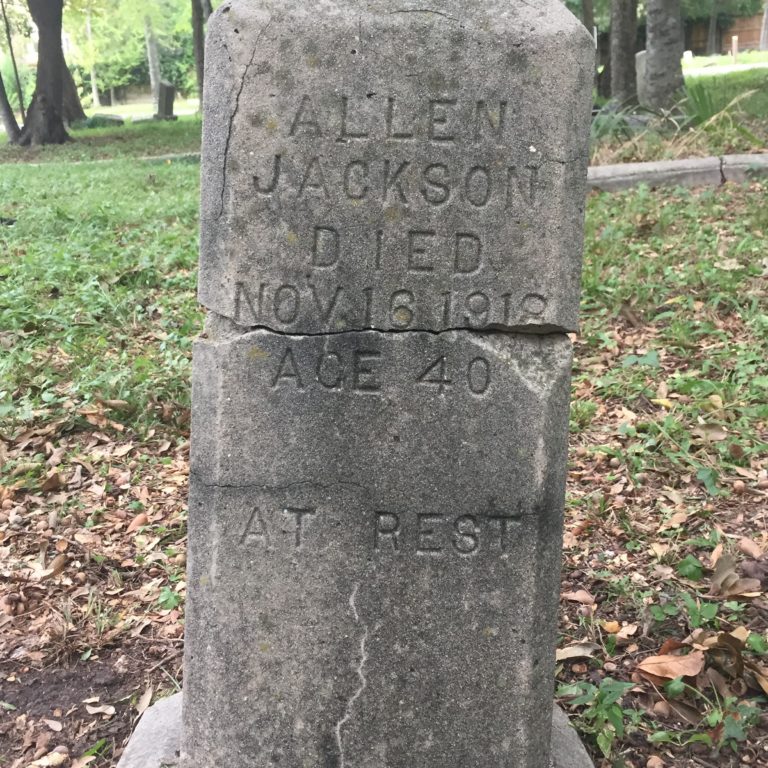 ALLEN
JACKSON
DIED
NOV. 16 1918
AGE 40
AT REST